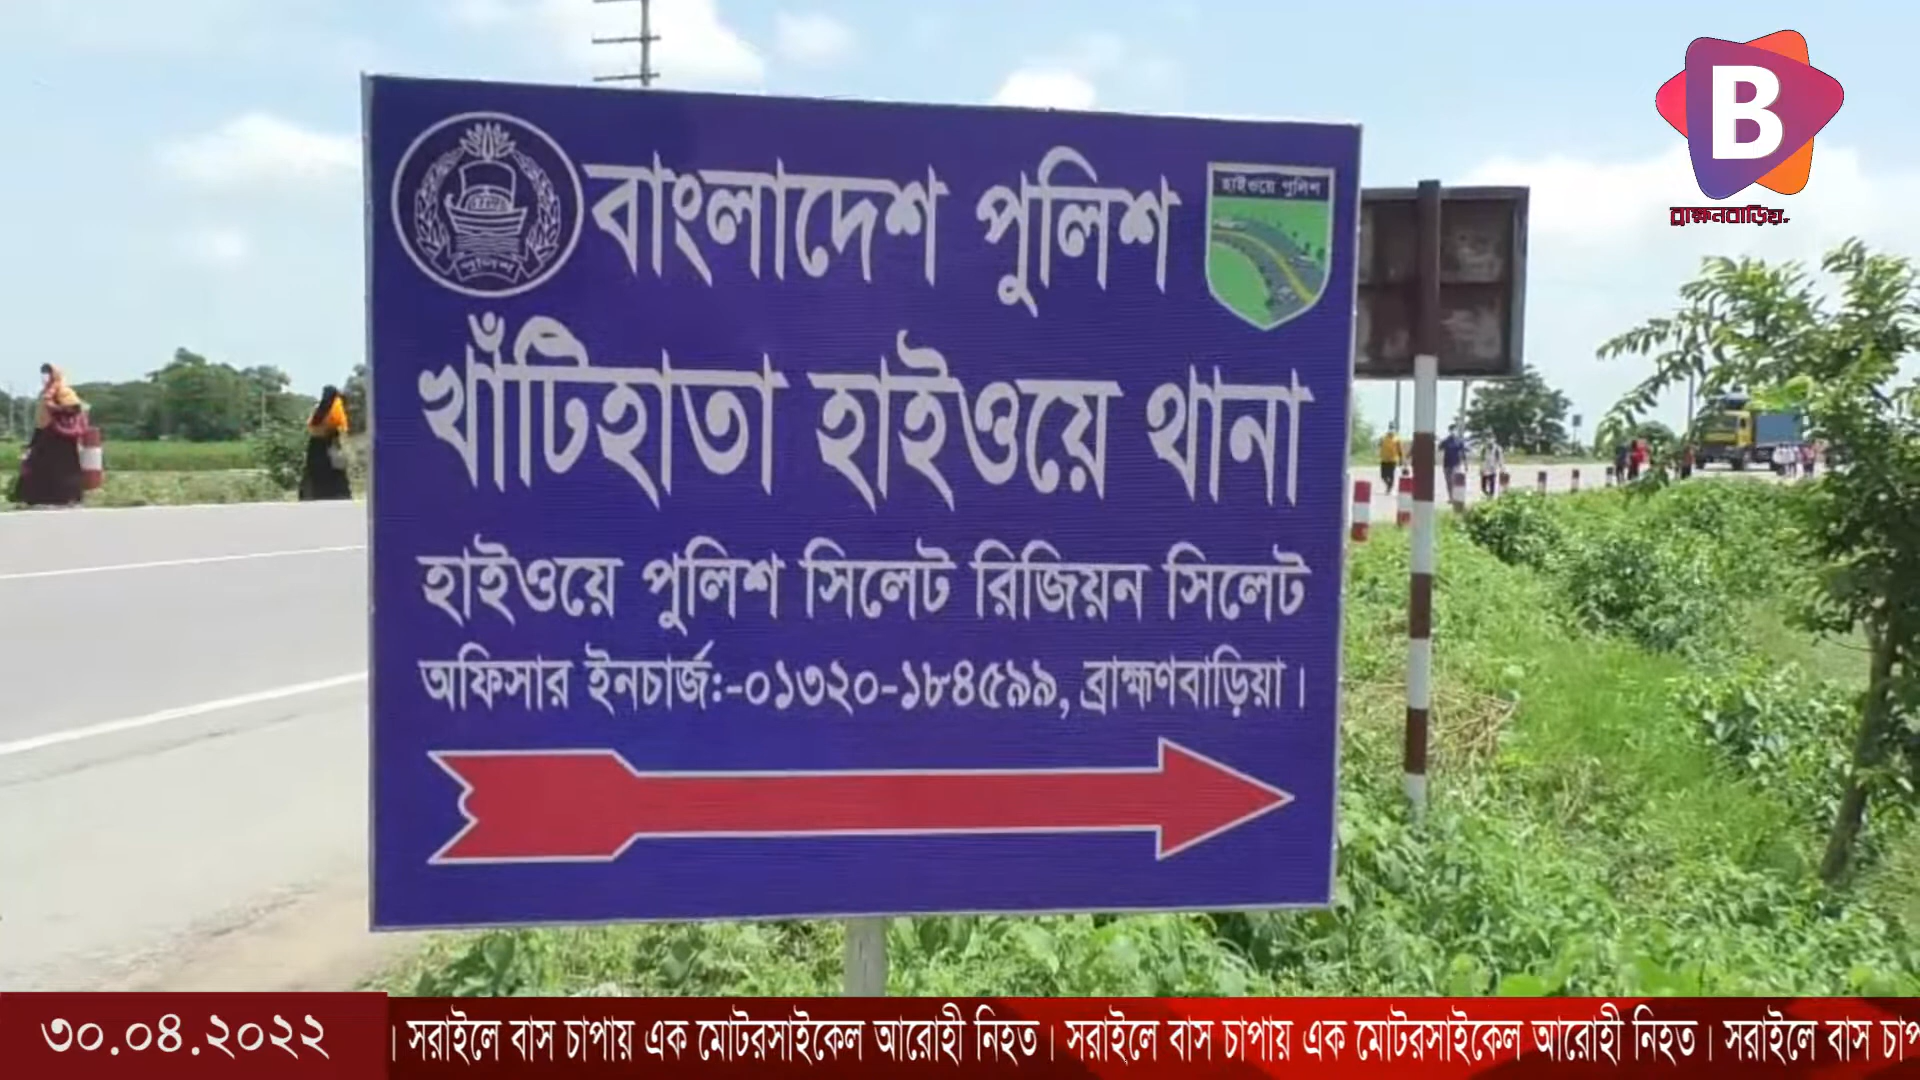 B
ব্রাহ্মনবাড়িয়া
বাংলাদেশ পুলিশ
পুলিশ
হাইওয়ে পুলিশ
খাঁটিহাতা হাইওয়ে থানা
হাইওয়ে পুলিশ সিলেট রিজিয়ন সিলেট
অফিসার ইনচার্জ:-০১৩২০-১৮৪৫৯৯, ব্রাহ্মণবাড়িয়া।
৩০.০৪.২০২২
। সরাইলে বাস চাপায় এক মোটরসাইকেল আরোহী নিহত। সরাইলে বাস চাপায় এক মোটরসাইকেল আরোহী নিহত। সরাইলে বাস চাপ